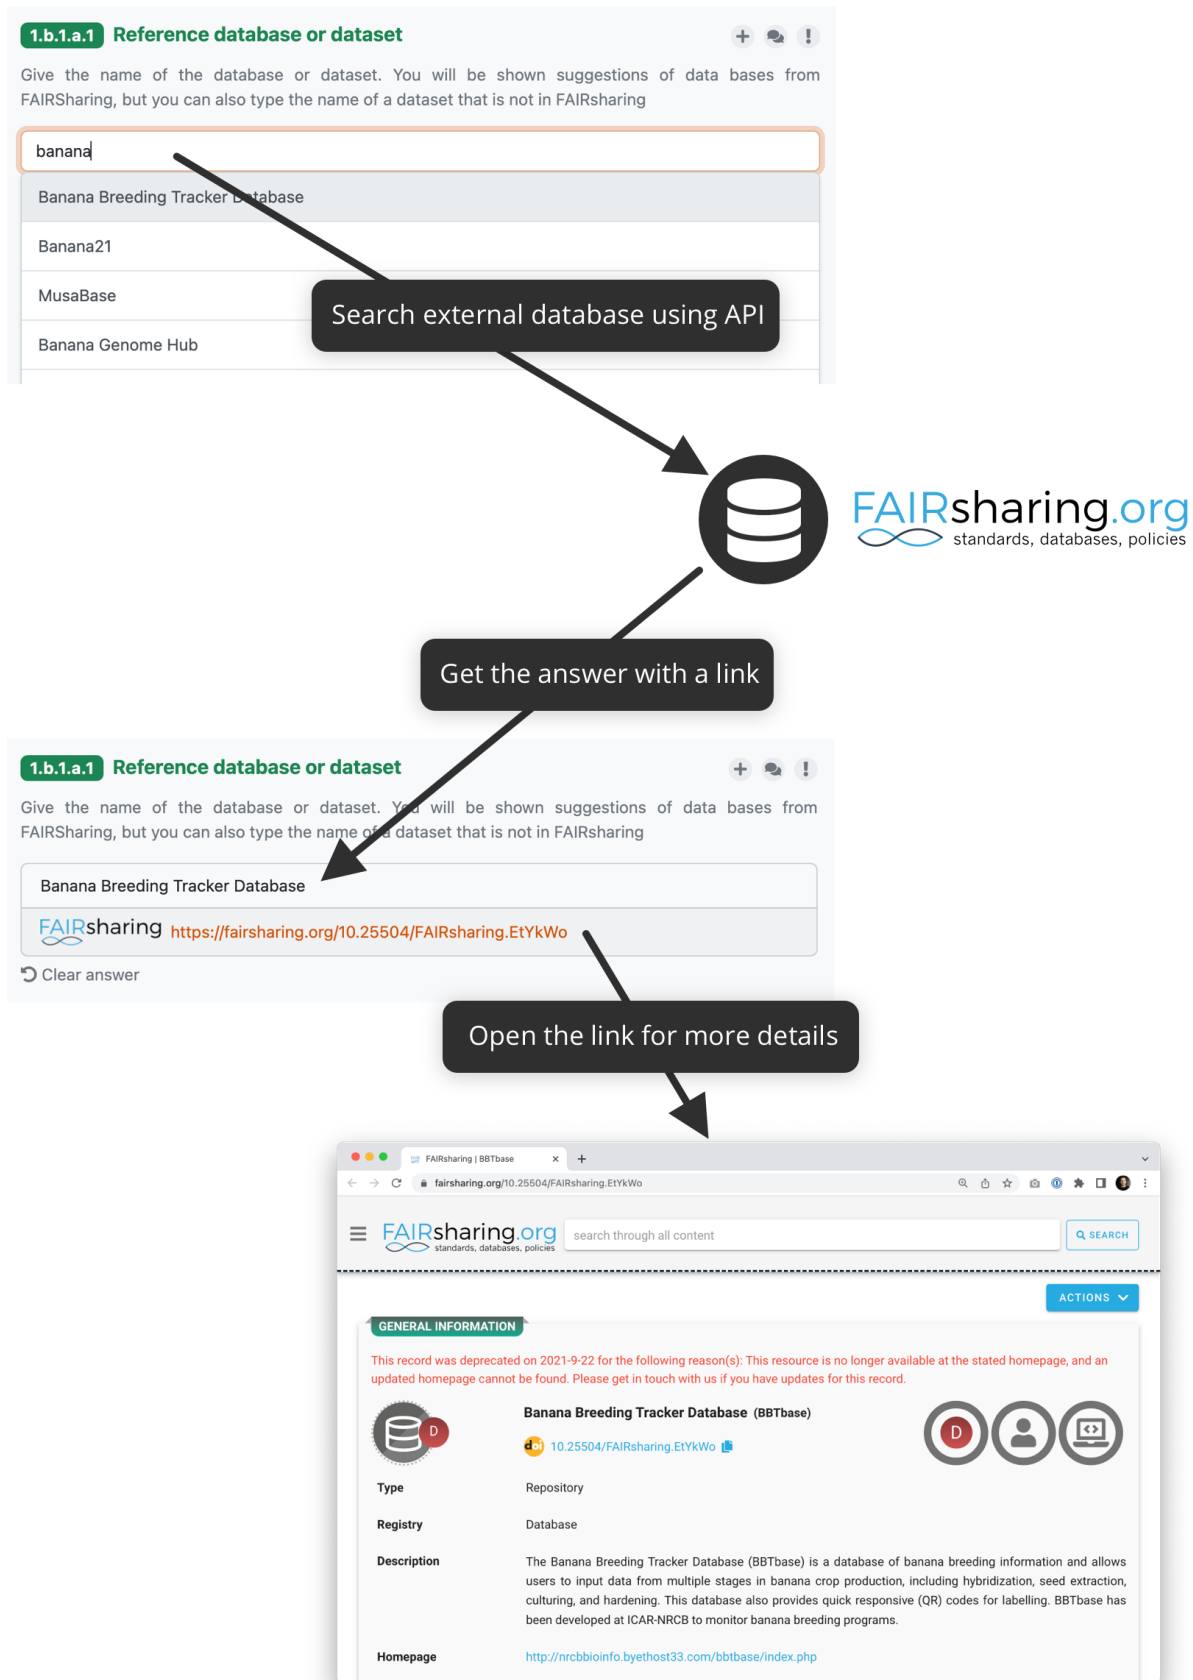 1.b.1.a.1 Reference database or dataset
Give the name of the database or dataset. You will be shown suggestions of data bases from
FAIRSharing, but you can also type the name of a dataset that is not in FAIRsharing
banana
Banana Breeding Tracker Database
Banana21
MusaBase
Banana Genome Hub
Search external database using API
FAIRsharing.org
standards, databases, policies
Get the answer with a link
1.b.1.a.1 Reference database or dataset
Give the name of the database or dataset. You will be shown suggestions of data bases from
FAIRSharing, but you can also type the name of a dataset that is not in FAIRsharing
Banana Breeding Tracker Database
FAIRsharing https://fairsharing.org/10.25504/FAIRsharing.EtYkWo
Clear answer
Open the link for more details
FAIRsharing | BBTbase
fairsharing.org/10.25504/FAIRsharing.EtYkWo
FAIRsharing.org
standards, databases, policies
search through all content
SEARCH
ACTIONS
GENERAL INFORMATION
This record was deprecated on 2021-9-22 for the following reason(s): This resource is no longer available at the stated homepage, and an
updated homepage cannot be found. Please get in touch with us if you have updates for this record.
D
Banana Breeding Tracker Database (BBTbase)
D
doi 10.25504/FAIRsharing.EtYkWo
Type Repository
Registry Database
Description The Banana Breeding Tracker Database (BBTbase) is a database of banana breeding information and allows
users to input data from multiple stages in banana crop production, including hybridization, seed extraction,
culturing, and hardening. This database also provides quick responsive (QR) codes for labelling. BBTbase has
been developed at ICAR-NRCB to monitor banana breeding programs.
Homepage http://nrcbbioinfo.byethost33.com/bbtbase/index.php